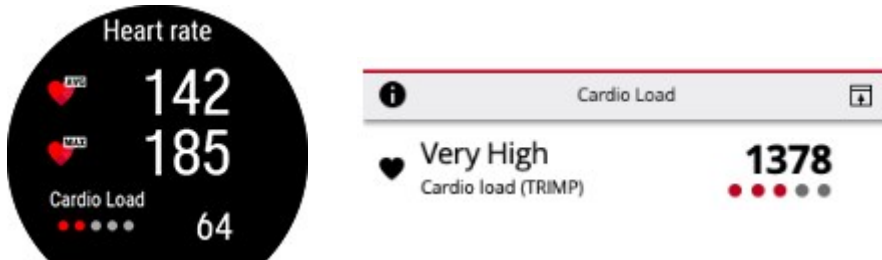 Heart rate
AVG
142
MAX
185
Cardio Load
64
Cardio Load
Very High
1378
Cardio load (TRIMP)